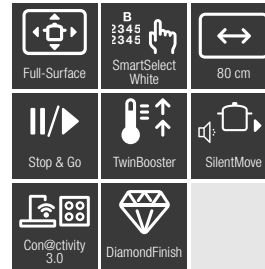 Full-Surface
B
2345
2345
SmartSelect
White
80 cm
Stop & Go
TwinBooster
SilentMove
Con@ctivity
3.0
DiamondFinish